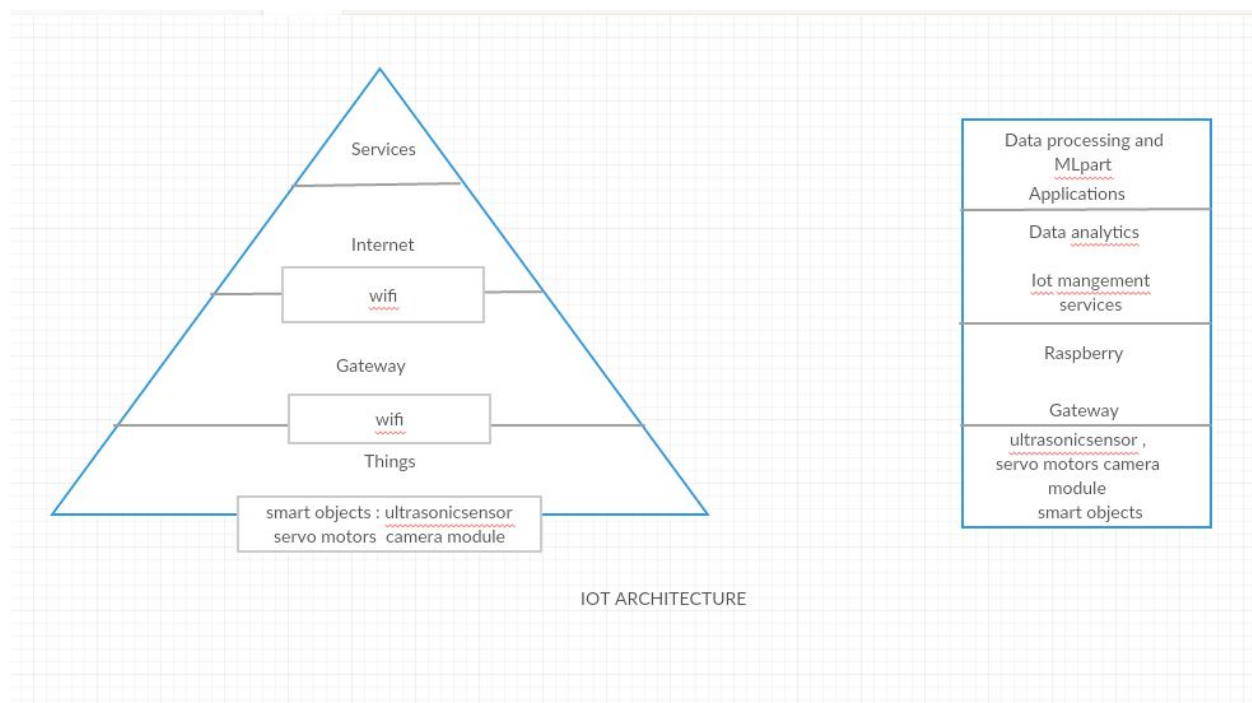 Services
Internet
wifi
Gateway
wifi
Things
smart objects : ultrasonicsensor
servo motors camera module
Data processing and
MLpart
Applications
Data analytics
Iot mangement
services
Raspberry
Gateway
ultrasonicsensor ,
servo motors camera
module
smart objects
IOT ARCHITECTURE